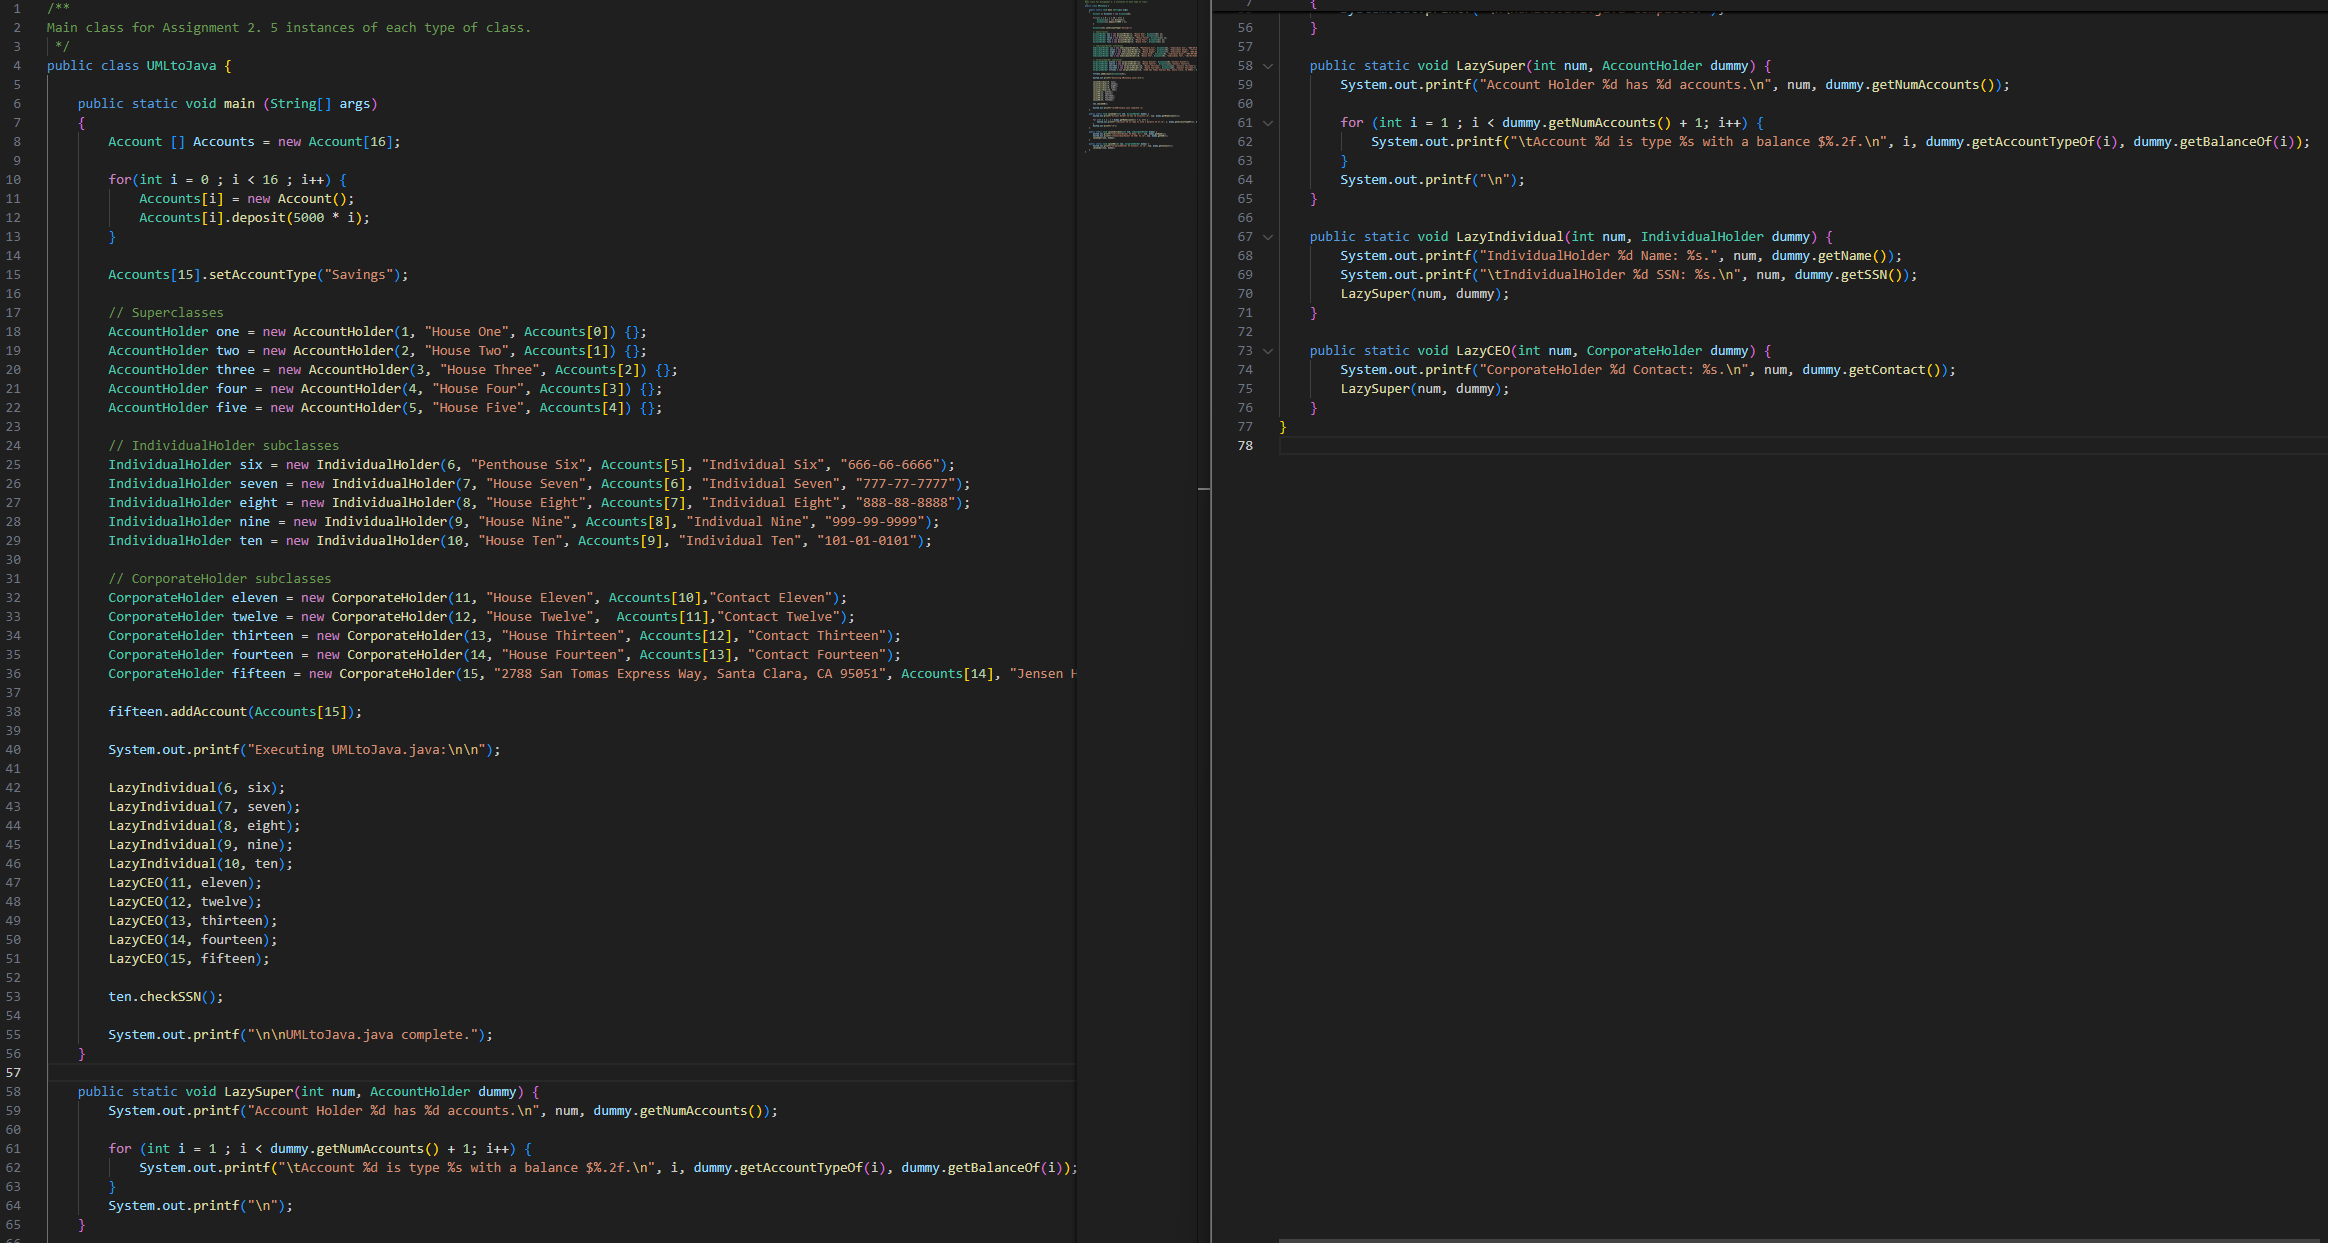 1 /**
2 Main class for Assignment 2. 5 instances of each type of class.
3 */
4 public class UMLtoJava {
5
6 public static void main (String[] args)
7 {
8 Account [] Accounts = new Account[16];
9
10 for(int i = 0 ; i < 16 ; i++) {
11 Accounts[i] = new Account();
12 Accounts[i].deposit(5000 * i);
13 }
14
15 Accounts[15].setAccountType("Savings");
16
17 // Superclasses
18 AccountHolder one = new AccountHolder(1, "House One", Accounts[0]) {};
19 AccountHolder two = new AccountHolder(2, "House Two", Accounts[1]) {};
20 AccountHolder three = new AccountHolder(3, "House Three", Accounts[2]) {};
21 AccountHolder four = new AccountHolder(4, "House Four", Accounts[3]) {};
22 AccountHolder five = new AccountHolder(5, "House Five", Accounts[4]) {};
23
24 // IndividualHolder subclasses
25 IndividualHolder six = new IndividualHolder(6, "Penthouse Six", Accounts[5], "Individual Six", "666-66-6666");
26 IndividualHolder seven = new IndividualHolder(7, "House Seven", Accounts[6], "Individual Seven", "777-77-7777");
27 IndividualHolder eight = new IndividualHolder(8, "House Eight", Accounts[7], "Individual Eight", "888-88-8888");
28 IndividualHolder nine = new IndividualHolder(9, "House Nine", Accounts[8], "Indivdual Nine", "999-99-9999");
29 IndividualHolder ten = new IndividualHolder(10, "House Ten", Accounts[9], "Individual Ten", "101-01-0101");
30
31 // CorporateHolder subclasses
32 CorporateHolder eleven = new CorporateHolder(11, "House Eleven", Accounts[10],"Contact Eleven");
33 CorporateHolder twelve = new CorporateHolder(12, "House Twelve",  Accounts[11],"Contact Twelve");
34 CorporateHolder thirteen = new CorporateHolder(13, "House Thirteen", Accounts[12], "Contact Thirteen");
35 CorporateHolder fourteen = new CorporateHolder(14, "House Fourteen", Accounts[13], "Contact Fourteen");
36 CorporateHolder fifteen = new CorporateHolder(15, "2788 San Tomas Express Way, Santa Clara, CA 95051", Accounts[14], "Jensen H
37
38 fifteen.addAccount(Accounts[15]);
39
40 System.out.printf("Executing UMLtoJava.java:\n\n");
41
42 LazyIndividual(6, six);
43 LazyIndividual(7, seven);
44 LazyIndividual(8, eight);
45 LazyIndividual(9, nine);
46 LazyIndividual(10, ten);
47 LazyCEO(11, eleven);
48 LazyCEO(12, twelve);
49 LazyCEO(13, thirteen);
50 LazyCEO(14, fourteen);
51 LazyCEO(15, fifteen);
52
53 ten.checkSSN();
54
55 System.out.printf("\n\nUMLtoJava.java complete.");
56 }
57
58 public static void LazySuper(int num, AccountHolder dummy) {
59 System.out.printf("Account Holder %d has %d accounts.\n", num, dummy.getNumAccounts());
60
61 for (int i = 1 ; i < dummy.getNumAccounts() + 1; i++) {
62 System.out.printf("\tAccount %d is type %s with a balance $%.2f.\n", i, dummy.getAccountTypeOf(i), dummy.getBalanceOf(i));
63 }
64 System.out.printf("\n");
65 }
7 {
56 }
57
58 public static void LazySuper(int num, AccountHolder dummy) {
59 System.out.printf("Account Holder %d has %d accounts.\n", num, dummy.getNumAccounts());
60
61 for (int i = 1 ; i < dummy.getNumAccounts() + 1; i++) {
62 System.out.printf("\tAccount %d is type %s with a balance $%.2f.\n", i, dummy.getAccountTypeOf(i), dummy.getBalanceOf(i));
63 }
64 System.out.printf("\n");
65 }
66
67 public static void LazyIndividual(int num, IndividualHolder dummy) {
68 System.out.printf("IndividualHolder %d Name: %s.", num, dummy.getName());
69 System.out.printf("\tIndividualHolder %d SSN: %s.\n", num, dummy.getSSN());
70 LazySuper(num, dummy);
71 }
72
73 public static void LazyCEO(int num, CorporateHolder dummy) {
74 System.out.printf("CorporateHolder %d Contact: %s.\n", num, dummy.getContact());
75 LazySuper(num, dummy);
76 }
77 }
78